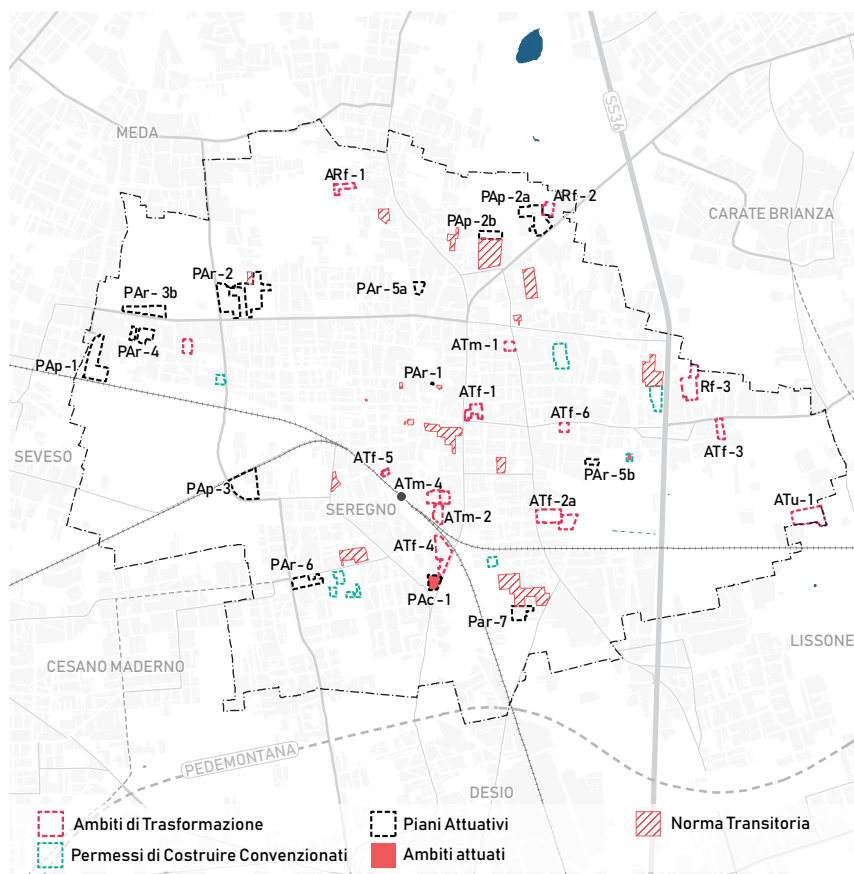 MEDA
SS36
ARf-1
PAp-2a
ARf-2
PAp-2b
CARATE BRIANZA
PAr-2
PAr-5a
PAr-3b
PAr-4
ATm-1
PAp-1
PAr-1
ATf-1
Rf-3
ATf-6
ATf-3
SEVESO
ATf-5
PAr-5b
PAp-3
ATm-4
ATf-2a
ATu-1
SEREGNO
ATm-2
ATf-4
PAr-6
PAc-1
Par-7
LISSONE
CESANO MADERNO
PEDEMONTANA
DESIO
Ambiti di Trasformazione
Piani Attuativi
Norma Transitoria
Permessi di Costruire Convenzionati
Ambiti attuati